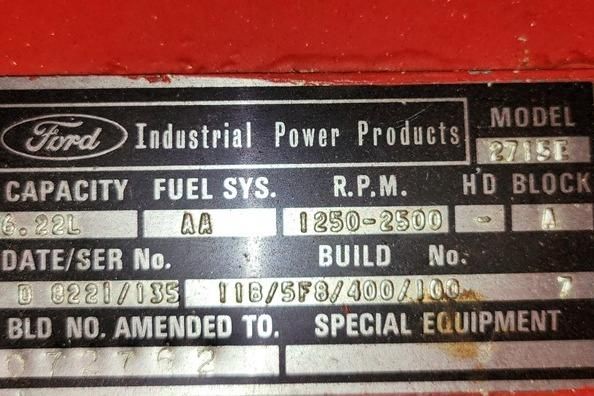 Ford Industrial Power Products
MODEL
2715E
CAPACITY FUEL SYS. R.P.M. H'D BLOCK
6.22L AA 1250-2500 - A
DATE/SER No. BUILD No.
D 8221/135 118/5F8/400/100 7
BLD NO. AMENDED TO. SPECIAL EQUIPMENT
072762